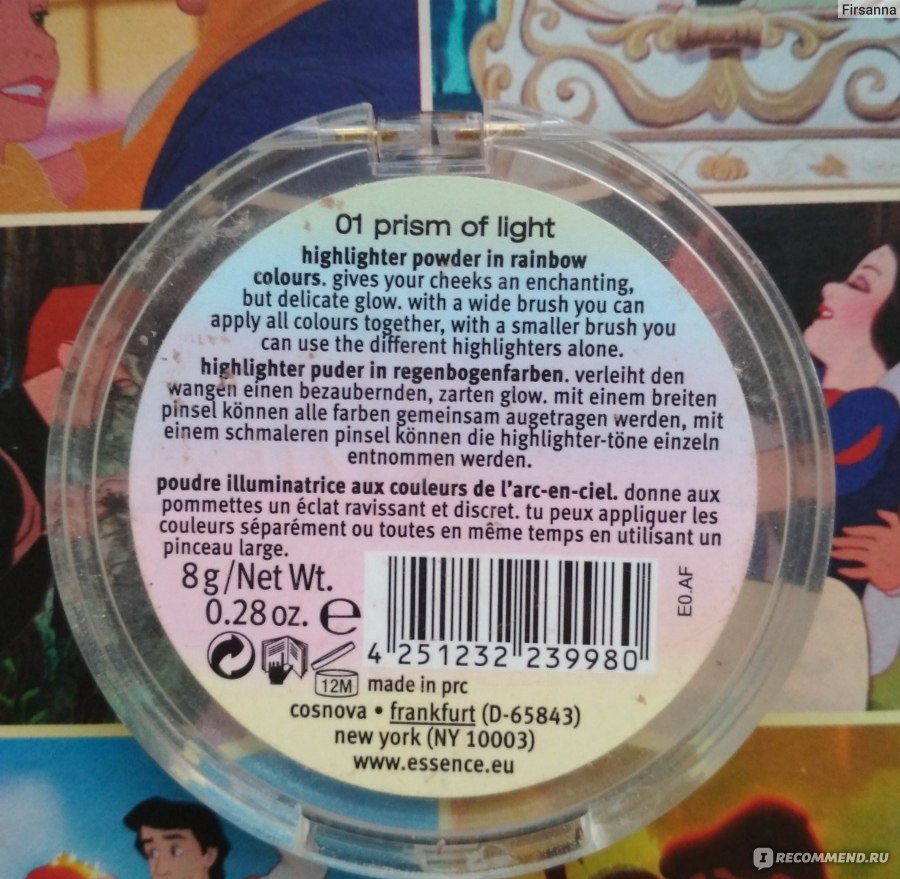 Firsanna
01 prism of light
highlighter powder in rainbow
colours. gives your cheeks an enchanting,
but delicate glow. with a wide brush you can
apply all colours together, with a smaller brush you
can use the different highlighters alone.
highlighter puder in regenbogenfarben. verleiht den
wangen einen bezaubernden, zarten glow. mit einem breiten
pinsel können alle farben gemeinsam augetragen werden, mit
einem schmaleren pinsel können die highlighter-töne einzeln
entnommen werden.
poudre illuminatrice aux couleurs de l'arc-en-ciel. donne aux
pommettes un éclat ravissant et discret. tu peux appliquer les
couleurs séparément ou toutes en même temps en utilisant un
pinceau large.
8 g/Net Wt.
0.28 oz. e
4 251232 239980
E0.AF
12M made in prc
cosnova • frankfurt (D-65843)
new york (NY 10003)
www.essence.eu
IRECOMMEND.RU